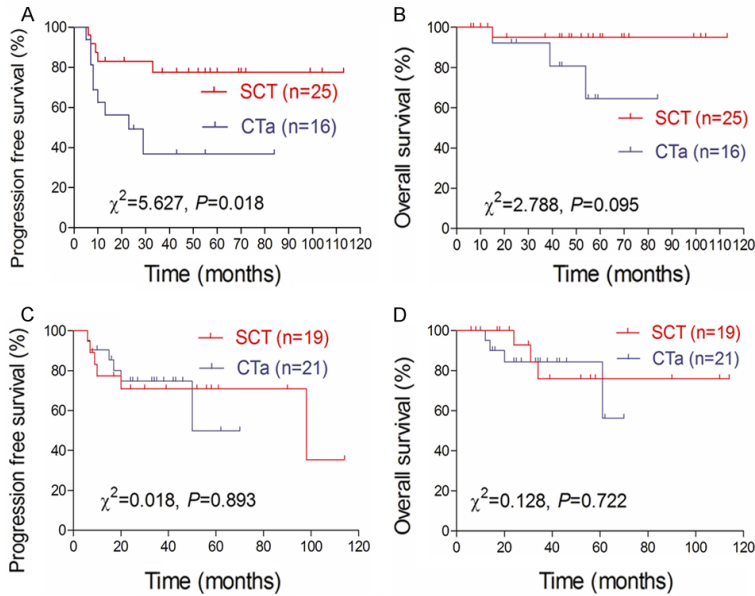 A
Progression free survival (%)
100
80
60
40
20
0
SCT (n=25)
CTa (n=16)
χ²=5.627, P=0.018
0 10 20 30 40 50 60 70 80 90 100 110 120
Time (months)
B
Overall survival (%)
100
80
60
40
20
0
SCT (n=25)
CTa (n=16)
χ²=2.788, P=0.095
0 10 20 30 40 50 60 70 80 90 100 110 120
Time (months)
C
Progression free survival (%)
100
80
60
40
20
0
SCT (n=19)
CTa (n=21)
χ²=0.018, P=0.893
0 20 40 60 80 100 120
Time (months)
D
Overall survival (%)
100
80
60
40
20
0
SCT (n=19)
CTa (n=21)
χ²=0.128, P=0.722
0 20 40 60 80 100 120
Time (months)